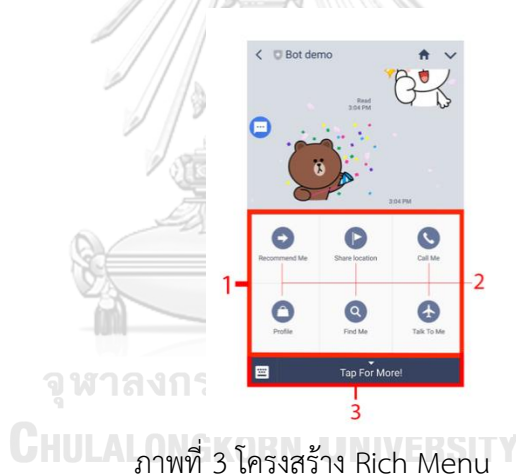 Bot demo
Read
3:04 PM
3:04 PM
Recommend Me
Share location
Call Me
1
2
Profile
Find Me
Talk To Me
Tap For More!
3
จุฬาลงกร
CHULALONGKORN UNIVERSITY
ภาพที่ 3 โครงสร้าง Rich Menu